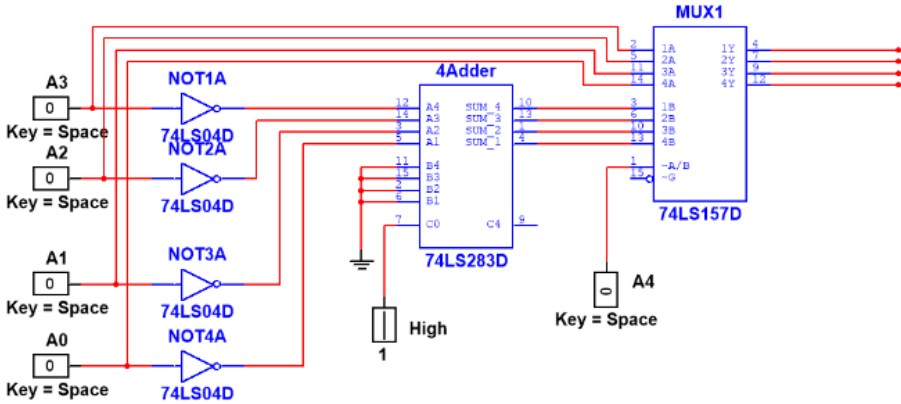 MUX1
2 1A 1Y 4
5 2A 2Y 7
11 3A 3Y 9
14 4A 4Y 12
3 1B
6 2B
10 3B
13 4B
1 ~A/B
15 ~G
74LS157D
4Adder
12 A4 SUM_4 10
14 A3 SUM_3 13
3 A2 SUM_2 1
5 A1 SUM_1 4
11 B4
15 B3
2 B2
6 B1
7 C0 C4 9
74LS283D
A3
0
Key = Space
NOT1A
74LS04D
A2
0
Key = Space
NOT2A
74LS04D
A1
0
Key = Space
NOT3A
74LS04D
A0
0
Key = Space
NOT4A
74LS04D
High
1
A4
0
Key = Space